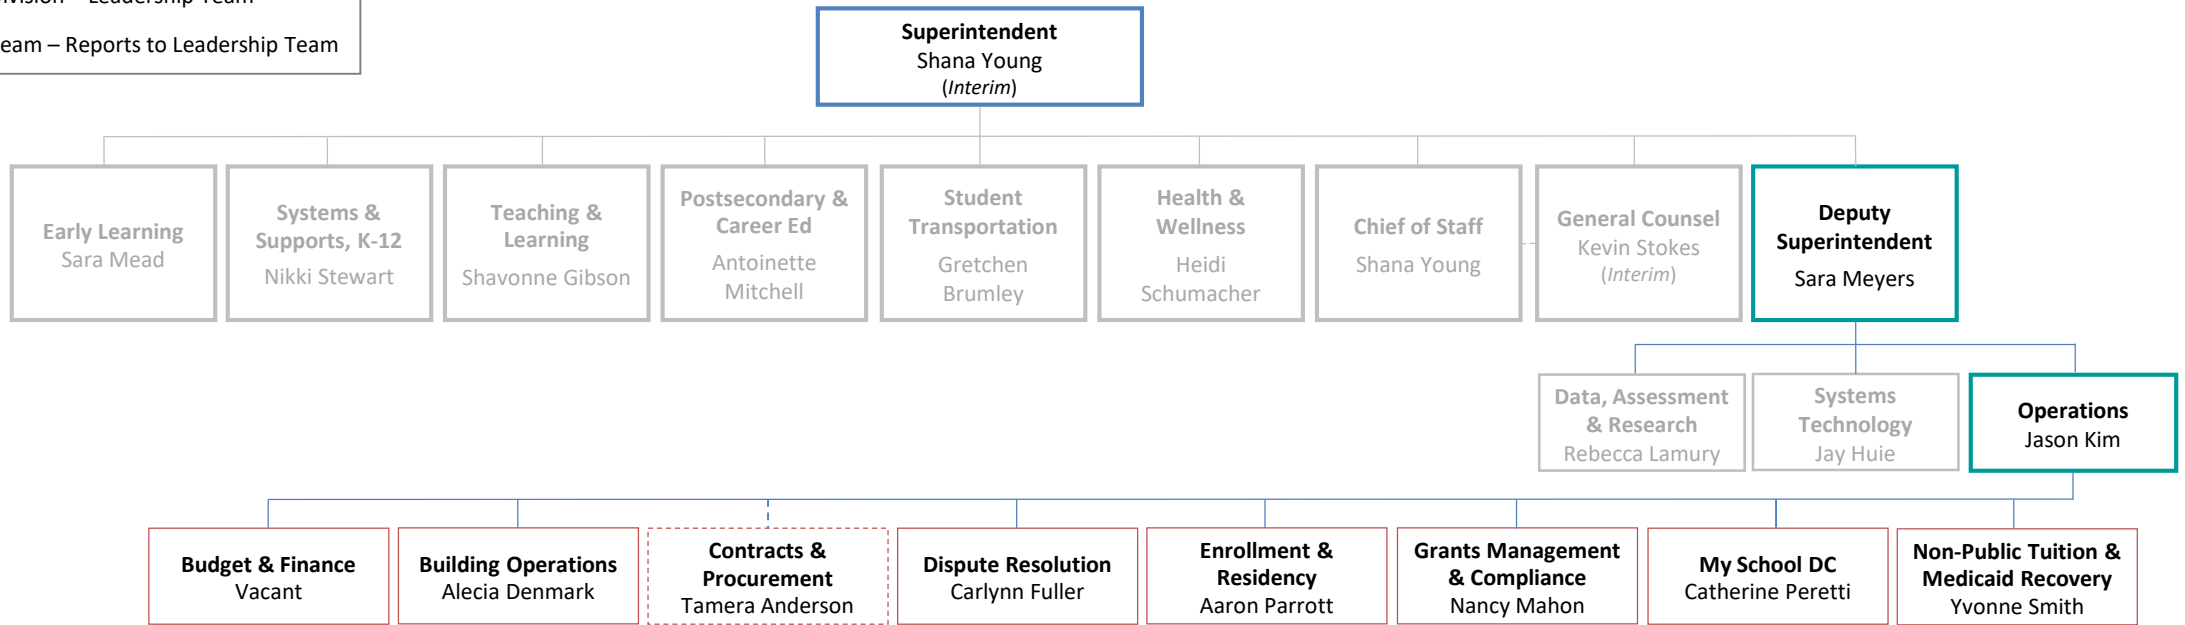 – Leadership Team
– Reports to Leadership Team
Superintendent
Shana Young
(Interim)
Early Learning
Sara Mead
Systems &
Supports, K-12
Nikki Stewart
Teaching &
Learning
Shavonne Gibson
Postsecondary &
Career Ed
Antoinette
Mitchell
Student
Transportation
Gretchen
Brumley
Health &
Wellness
Heidi
Schumacher
Chief of Staff
Shana Young
General Counsel
Kevin Stokes
(Interim)
Deputy
Superintendent
Sara Meyers
Data, Assessment
& Research
Rebecca Lamury
Systems
Technology
Jay Huie
Operations
Jason Kim
Budget & Finance
Vacant
Building Operations
Alecia Denmark
Contracts &
Procurement
Tamera Anderson
Dispute Resolution
Carlynn Fuller
Enrollment &
Residency
Aaron Parrott
Grants Management
& Compliance
Nancy Mahon
My School DC
Catherine Peretti
Non-Public Tuition &
Medicaid Recovery
Yvonne Smith